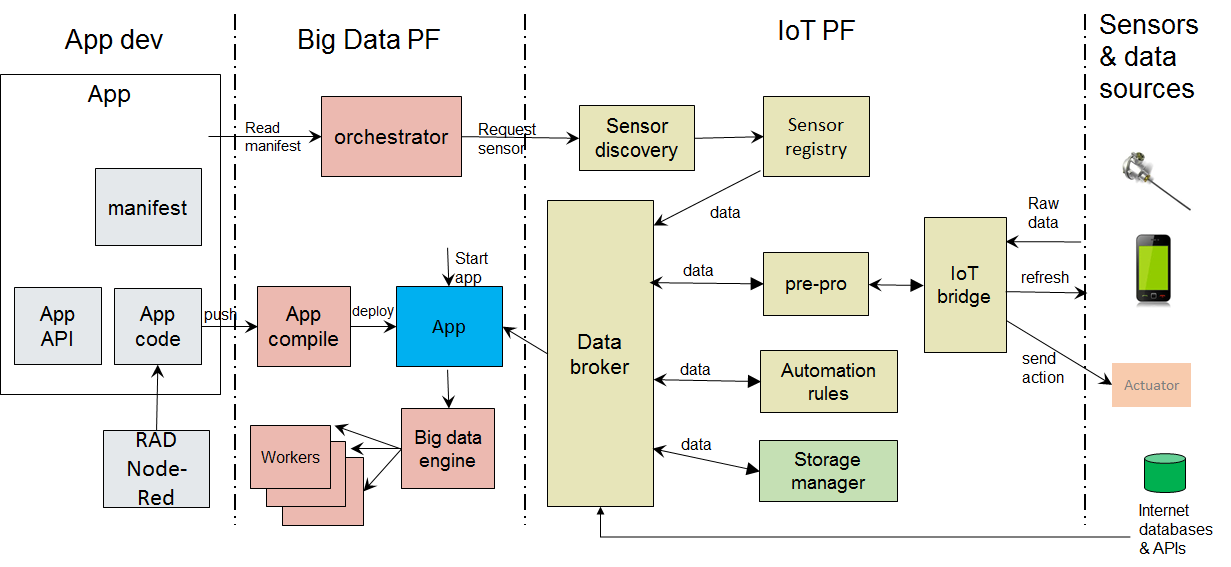 App dev
Big Data PF
IoT PF
Sensors
& data
sources
App
Read
manifest
orchestrator
Request
sensor
Sensor
discovery
Sensor
registry
manifest
data
Raw
data
Start
app
data
pre-pro
IoT
bridge
refresh
App
API
App
code
push
App
compile
deploy
App
Data
broker
data
Automation
rules
send
action
Actuator
RAD
Node-
Red
Workers
Big data
engine
data
Storage
manager
Internet
databases
& APIs